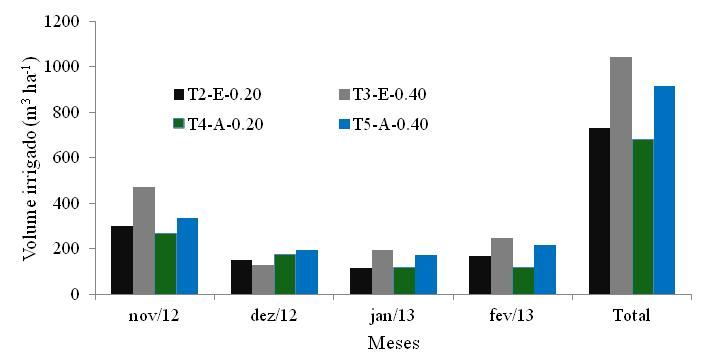 1200
1000
800
600
400
200
0
Volume irrigado (m³ ha⁻¹)
T2-E-0.20
T3-E-0.40
T4-A-0.20
T5-A-0.40
nov/12
dez/12
jan/13
fev/13
Total
Meses